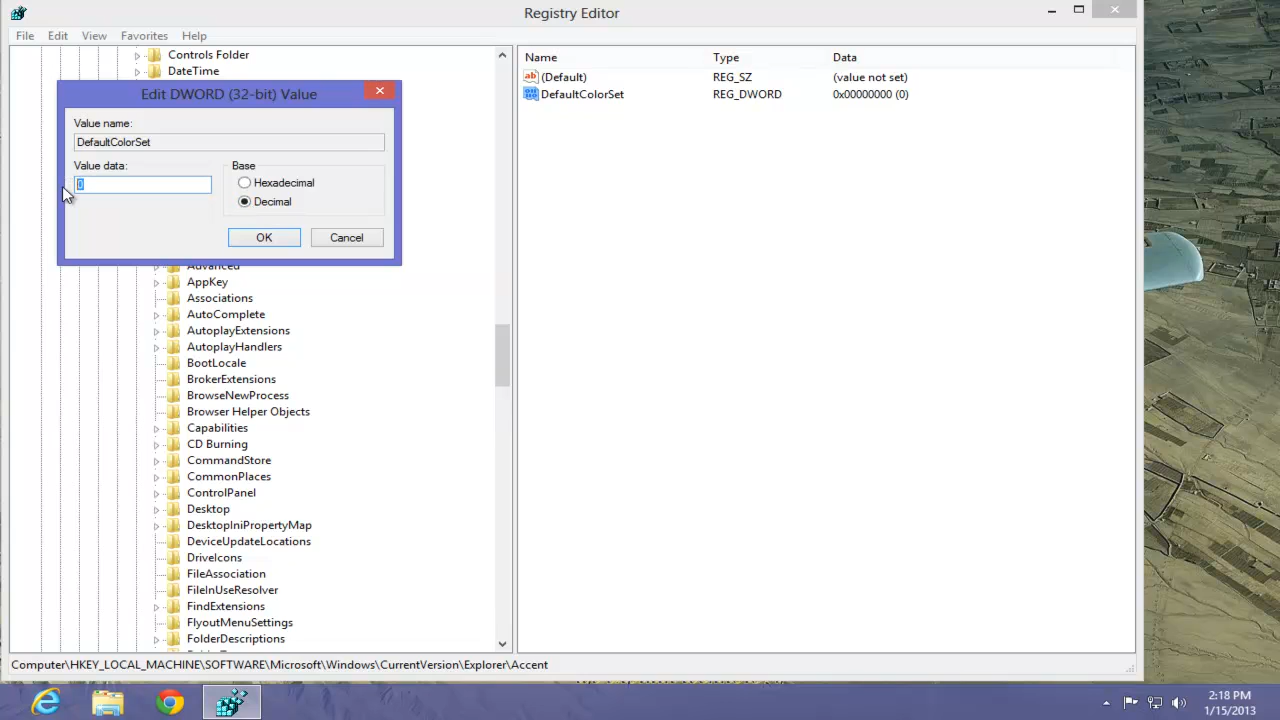 Registry Editor
File Edit View Favorites Help
Controls Folder
DateTime
Edit DWORD (32-bit) Value
Value name:
DefaultColorSet
Value data:
0
Base
Hexadecimal
Decimal
OK Cancel
Advanced
AppKey
Associations
AutoComplete
AutoplayExtensions
AutoplayHandlers
BootLocale
BrokerExtensions
BrowseNewProcess
Browser Helper Objects
Capabilities
CD Burning
CommandStore
CommonPlaces
ControlPanel
Desktop
DesktopIniPropertyMap
DeviceUpdateLocations
DriveIcons
FileAssociation
FileInUseResolver
FindExtensions
FlyoutMenuSettings
FolderDescriptions
Name Type Data
ab (Default) REG_SZ (value not set)
DefaultColorSet REG_DWORD 0x00000000 (0)
Computer\HKEY_LOCAL_MACHINE\SOFTWARE\Microsoft\Windows\CurrentVersion\Explorer\Accent
2:18 PM
1/15/2013